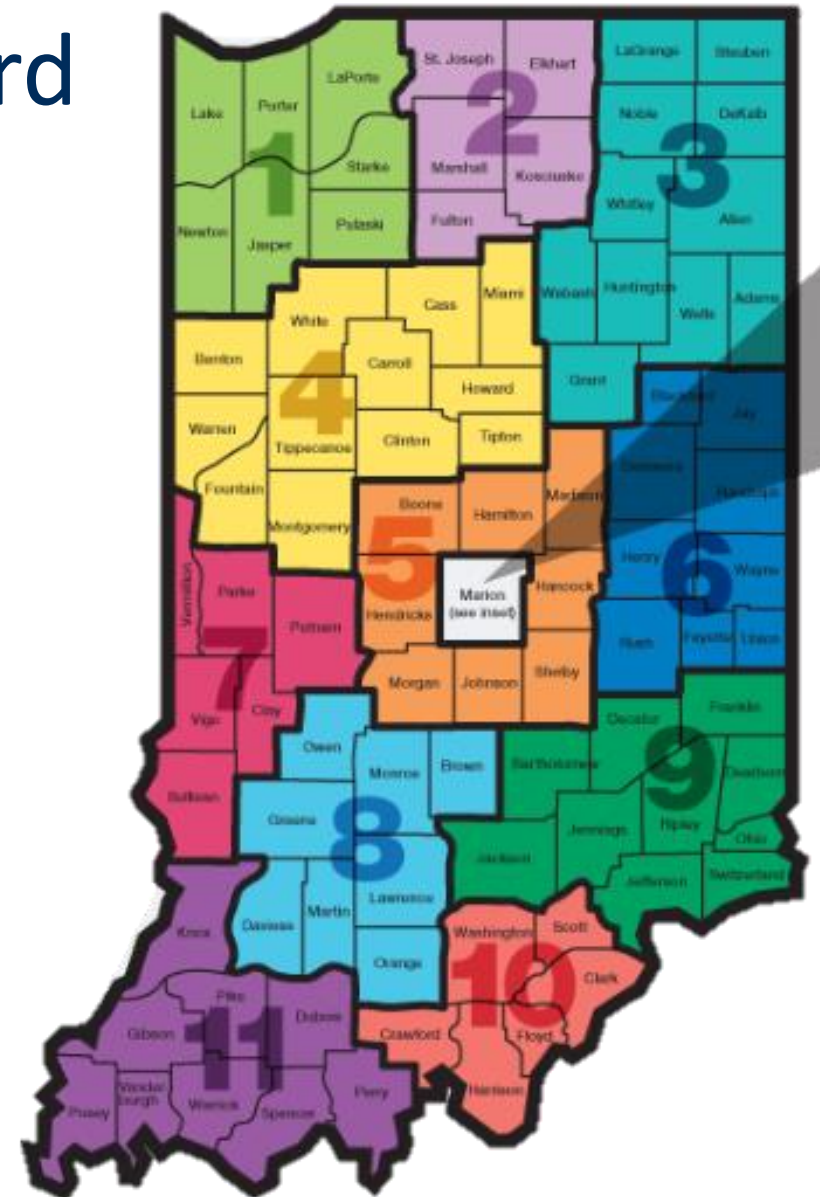 rd
St. Joseph
Elkhart
LaGrange
Steuben
LaPorte
Lake
Porter
2
Noble
DeKalb
1
3
Starke
Marshall
Kosciusko
Whitley
Allen
Newton
Jasper
Pulaski
Fulton
Wabash
Huntington
Wells
Adams
White
Cass
Miami
Benton
Carroll
4
Howard
Grant
Blackford
Jay
Warren
Tippecanoe
Clinton
Tipton
Delaware
Randolph
Fountain
Montgomery
Boone
Hamilton
Madison
5
Henry
6
Wayne
Vermillion
Parke
Hendricks
Marion
(see inset)
Hancock
Putnam
Rush
Fayette
Union
7
Morgan
Johnson
Shelby
Vigo
Clay
Decatur
Franklin
Owen
Monroe
Brown
Bartholomew
9
Dearborn
Sullivan
Greene
8
Jennings
Ripley
Ohio
Jackson
Jefferson
Switzerland
Knox
Daviess
Martin
Lawrence
Washington
Scott
Orange
10
Clark
Pike
Gibson
11
Dubois
Crawford
Floyd
Posey
Vander-
burgh
Warrick
Spencer
Perry
Harrison